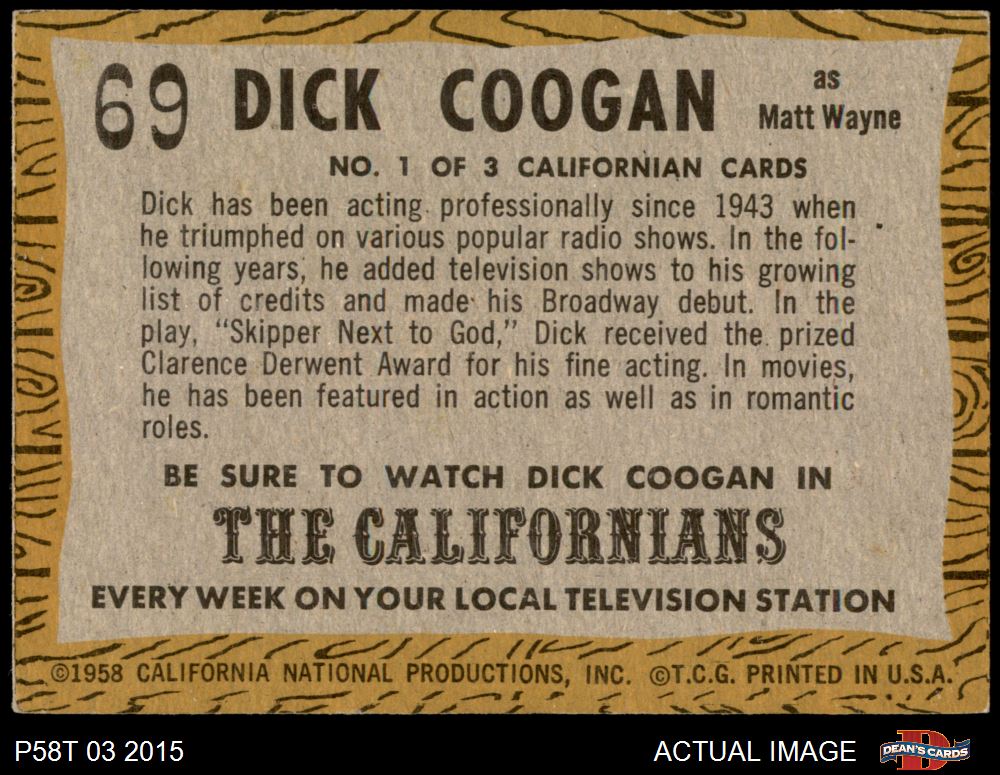 69 DICK COOGAN as Matt Wayne
NO. 1 OF 3 CALIFORNIAN CARDS
Dick has been acting professionally since 1943 when
he triumphed on various popular radio shows. In the fol-
lowing years, he added television shows to his growing
list of credits and made his Broadway debut. In the
play, “Skipper Next to God,” Dick received the prized
Clarence Derwent Award for his fine acting. In movies,
he has been featured in action as well as in romantic
roles.
BE SURE TO WATCH DICK COOGAN IN
THE CALIFORNIANS
EVERY WEEK ON YOUR LOCAL TELEVISION STATION
©1958 CALIFORNIA NATIONAL PRODUCTIONS, INC. ©T.C.G. PRINTED IN U.S.A.
P58T 03 2015 ACTUAL IMAGE DEAN'S CARDS